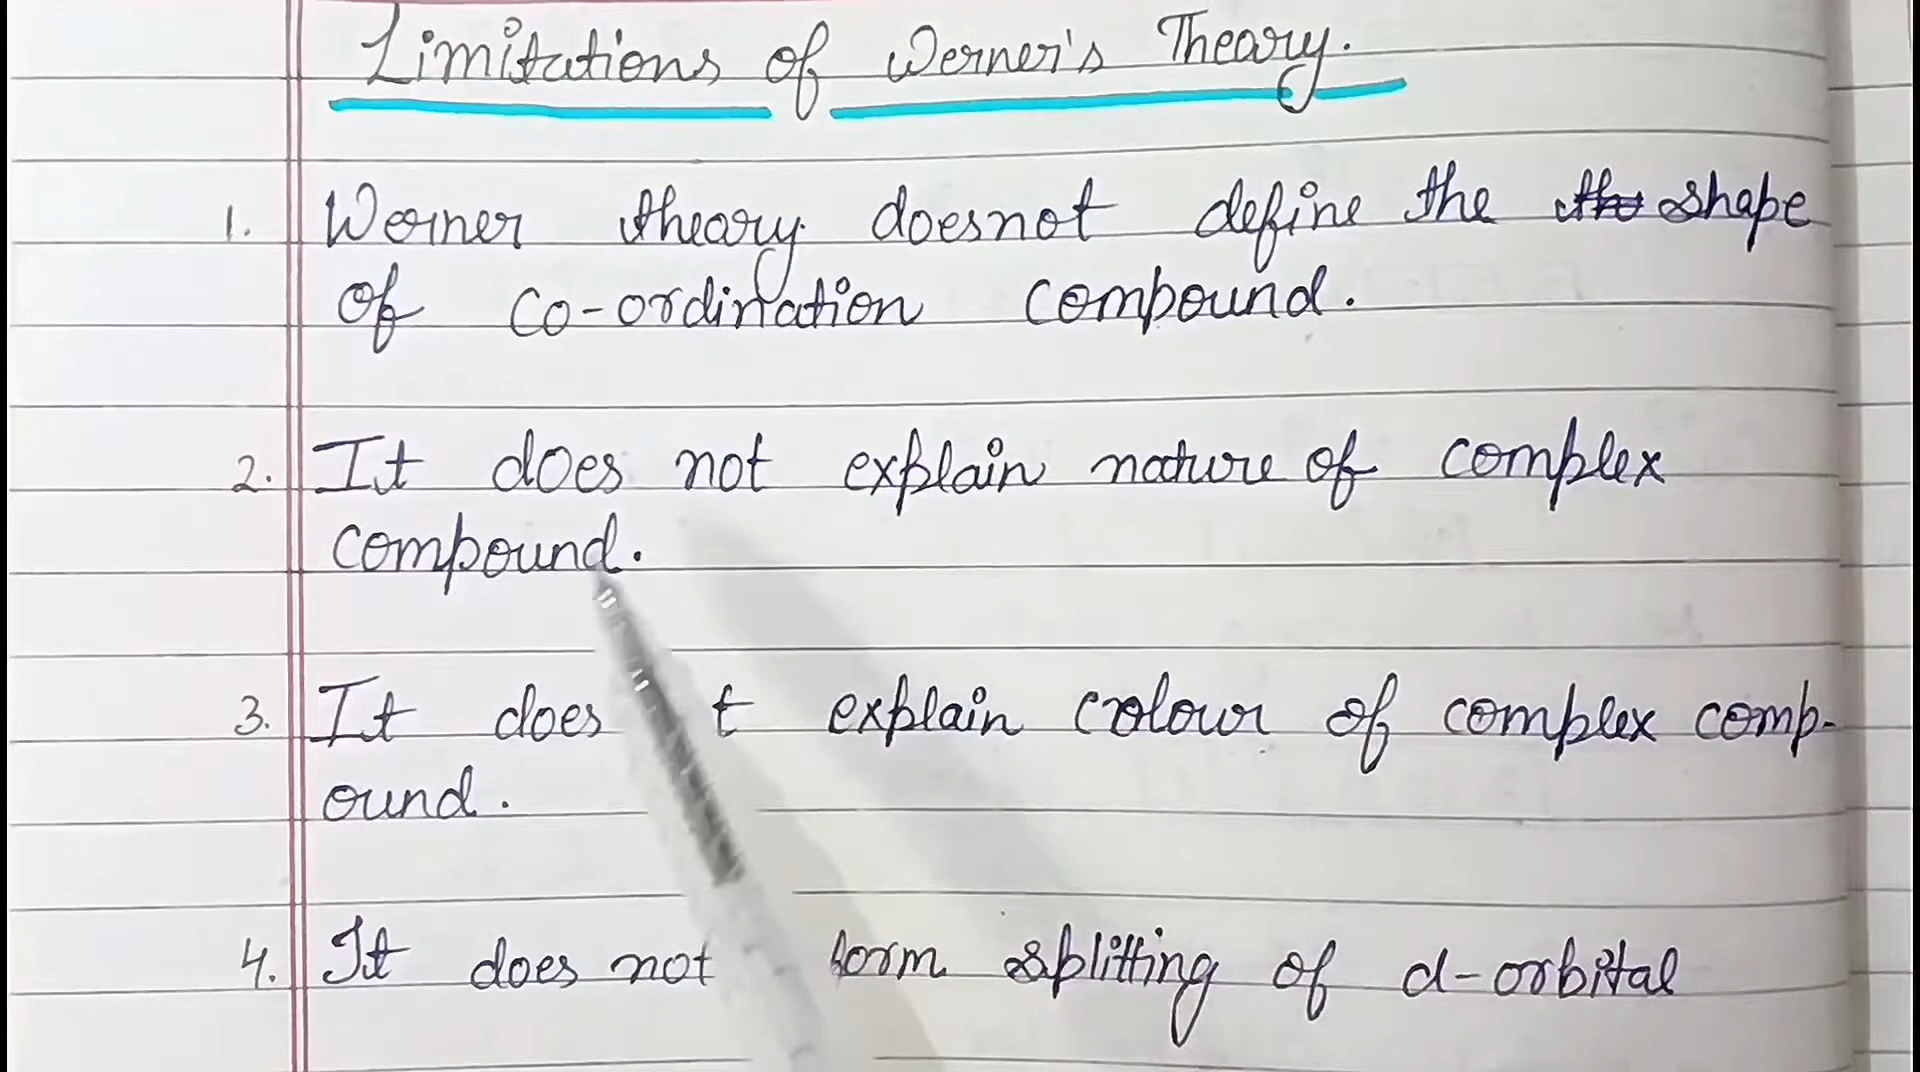 Limitations of Werner's Theory.
1. Werner theory doesnot define the shape
of co-ordination compound.
2. It does not explain nature of complex
compound.
3. It does t explain colour of complex comp-
ound.
4. It does not form splitting of d-orbital